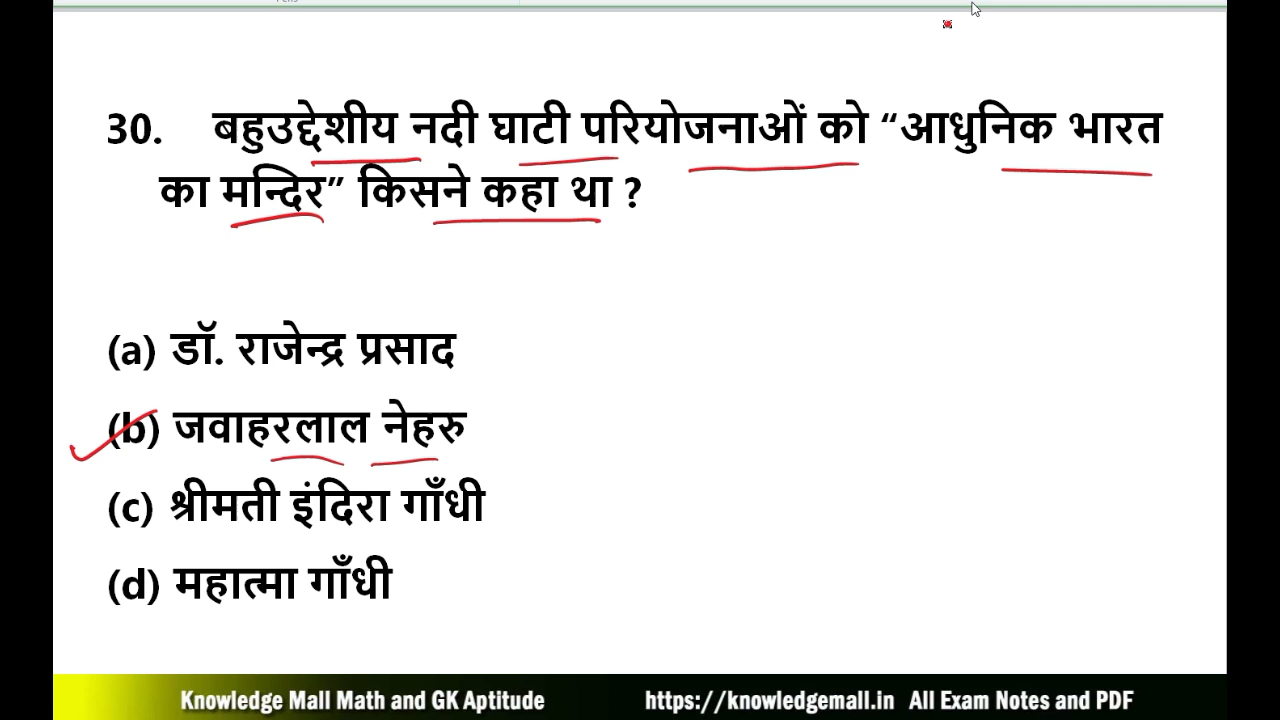 30. बहुउद्देशीय नदी घाटी परियोजनाओं को “आधुनिक भारत
का मन्दिर” किसने कहा था ?
(a) डॉ. राजेन्द्र प्रसाद
(b) जवाहरलाल नेहरु
(c) श्रीमती इंदिरा गाँधी
(d) महात्मा गाँधी
Knowledge Mall Math and GK Aptitude https://knowledgemall.in All Exam Notes and PDF